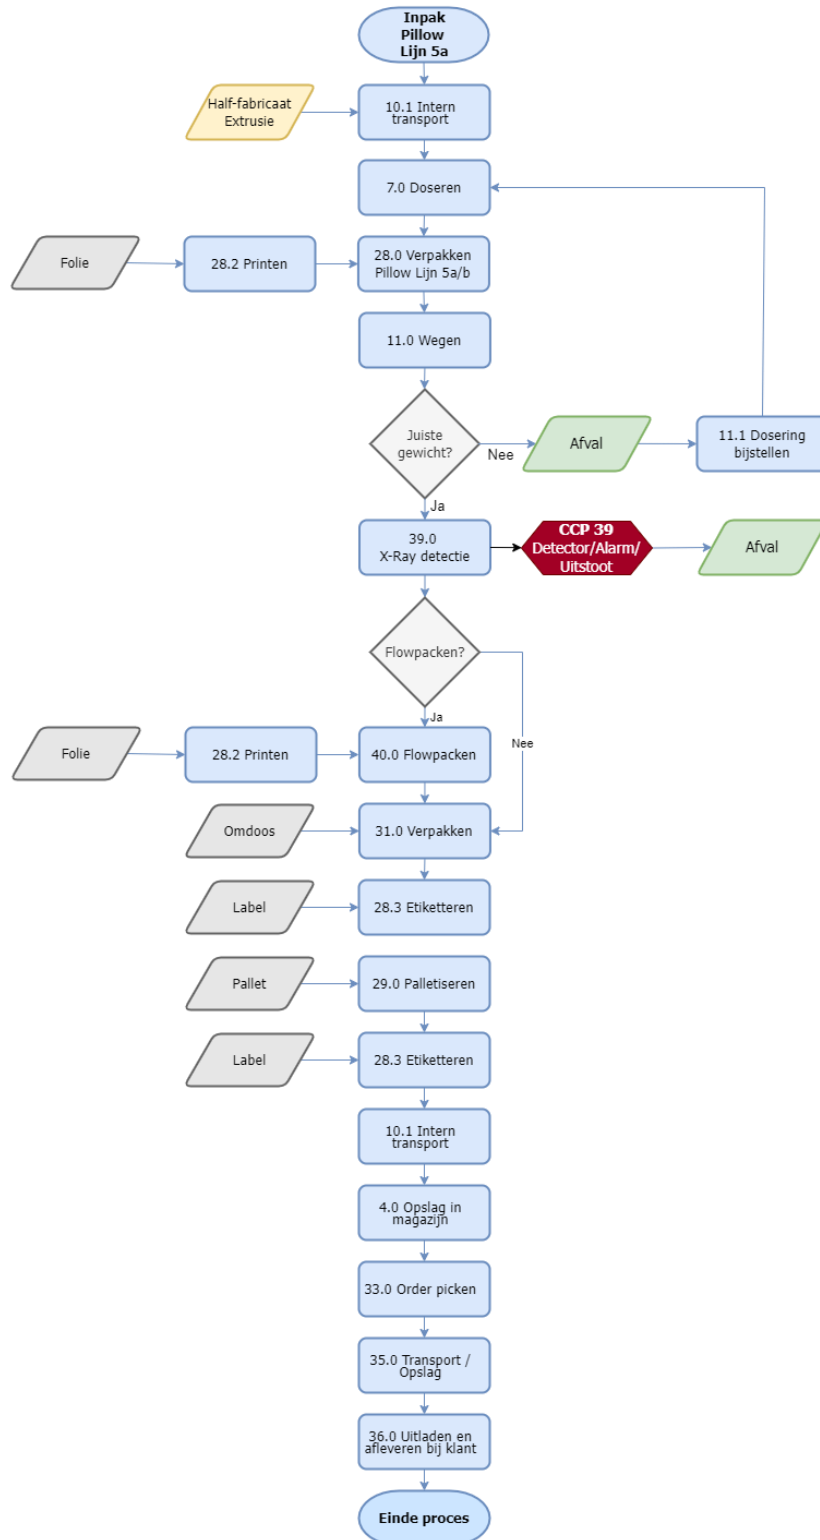 Inpak
Pillow
Lijn 5a
Half-fabricaat
Extrusie
10.1 Intern
transport
7.0 Doseren
Folie
28.2 Printen
28.0 Verpakken
Pillow Lijn 5a/b
11.0 Wegen
Juiste
gewicht?
Nee
Afval
11.1 Dosering
bijstellen
Ja
39.0
X-Ray detectie
CCP 39
Detector/Alarm/
Uitstoot
Afval
Flowpacken?
Ja
Nee
Folie
28.2 Printen
40.0 Flowpacken
Omdoos
31.0 Verpakken
Label
28.3 Etiketteren
Pallet
29.0 Palletiseren
Label
28.3 Etiketteren
10.1 Intern
transport
4.0 Opslag in
magazijn
33.0 Order picken
35.0 Transport /
Opslag
36.0 Uitladen en
afleveren bij klant
Einde proces